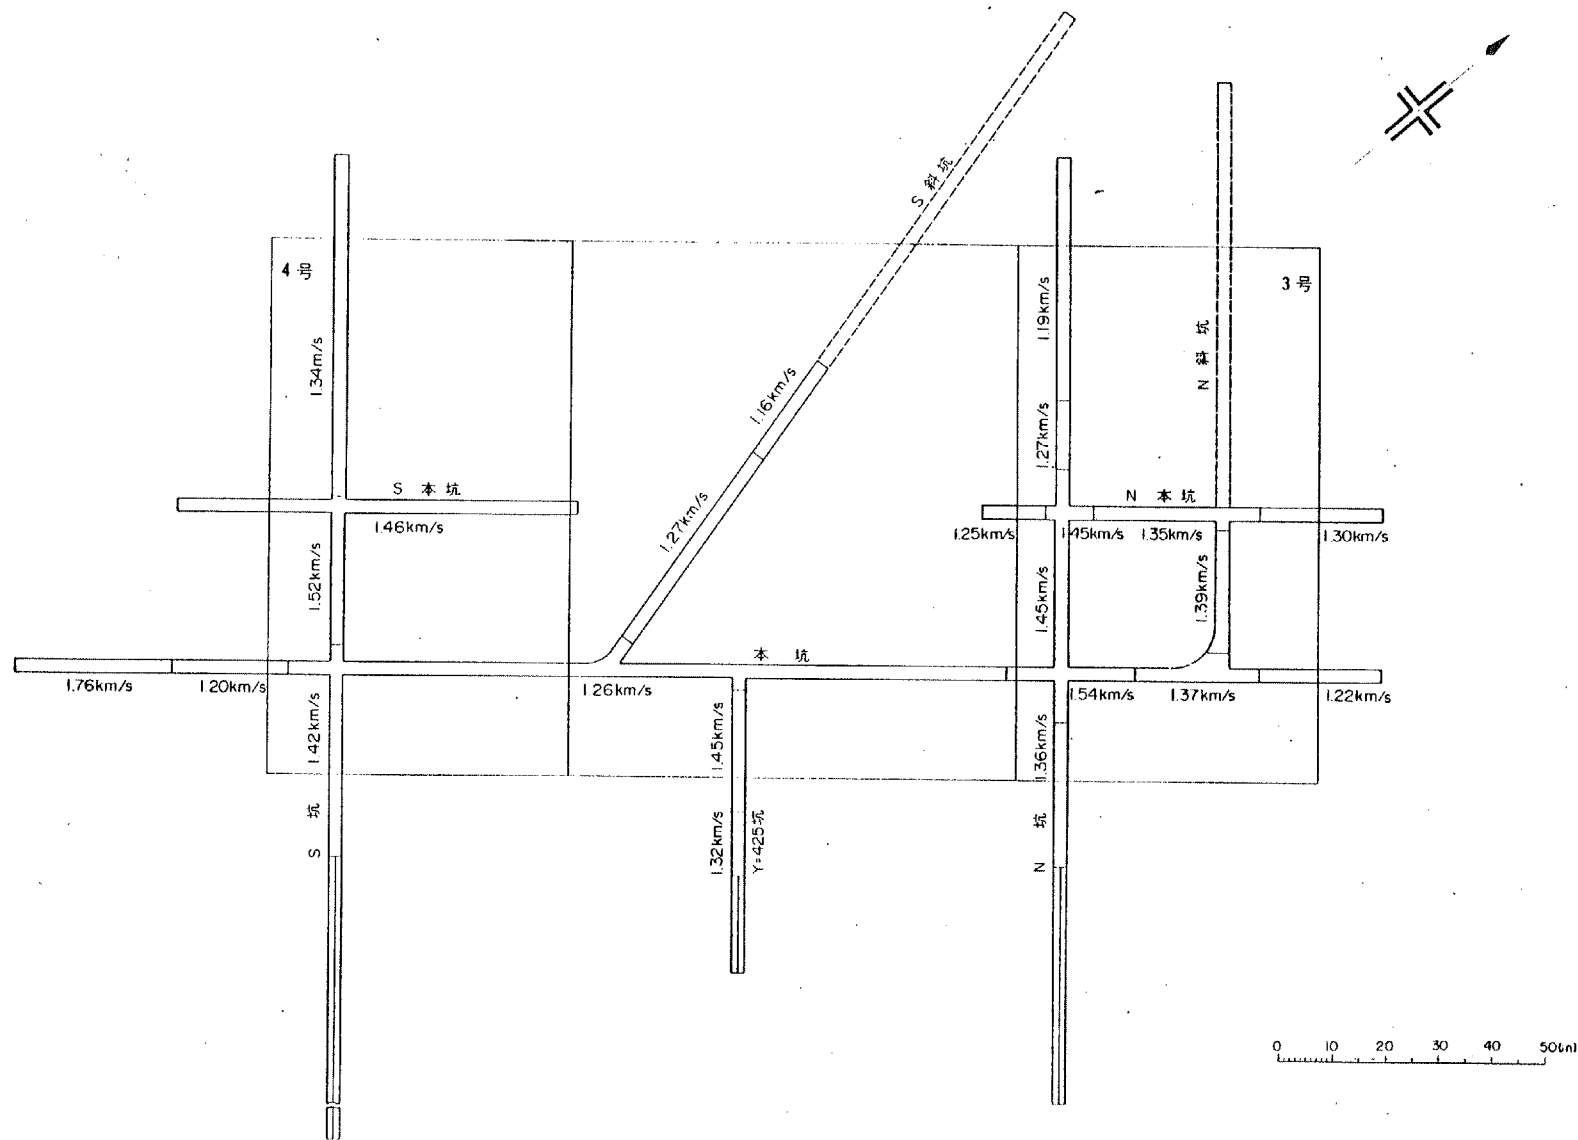 S 斜坑
4号
3号
1.34m/s
1.19km/s
N 斜坑
1.16km/s
1.27km/s
S 本坑
N 本坑
1.46km/s
1.27km/s
1.25km/s
1.45km/s
1.35km/s
1.30km/s
1.52km/s
1.45km/s
1.39km/s
本坑
1.76km/s
1.20km/s
1.26km/s
1.54km/s
1.37km/s
1.22km/s
1.42km/s
1.45km/s
1.36km/s
S 坑
1.32km/s
Y=425坑
N 坑
0 10 20 30 40 50(m)